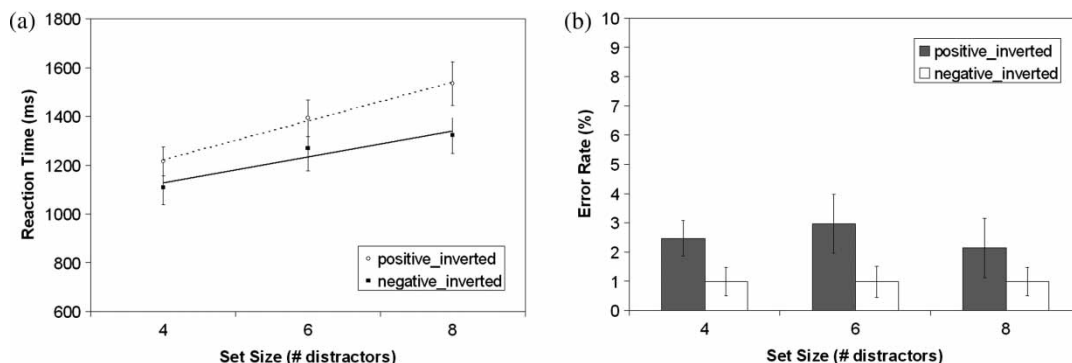 (a)
1800
1600
1400
1200
1000
800
600
Reaction Time (ms)
positive_inverted
negative_inverted
4 6 8
Set Size (# distractors)
(b)
10
9
8
7
6
5
4
3
2
1
0
Error Rate (%)
positive_inverted
negative_inverted
4 6 8
Set Size (# distractors)